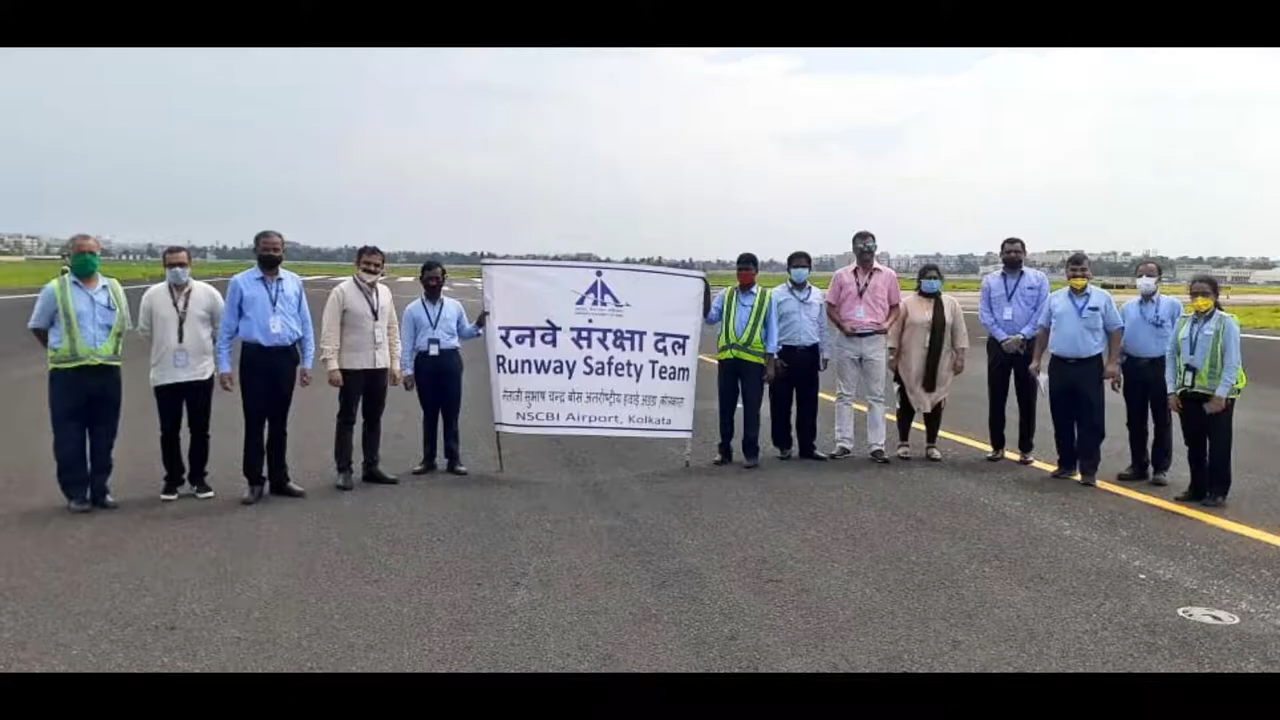 रनवे संरक्षा दल
Runway Safety Team
नेताजी सुभाष चन्द्र बोस अंतर्राष्ट्रीय हवाई अड्डा, कोलकाता
NSCBI Airport, Kolkata